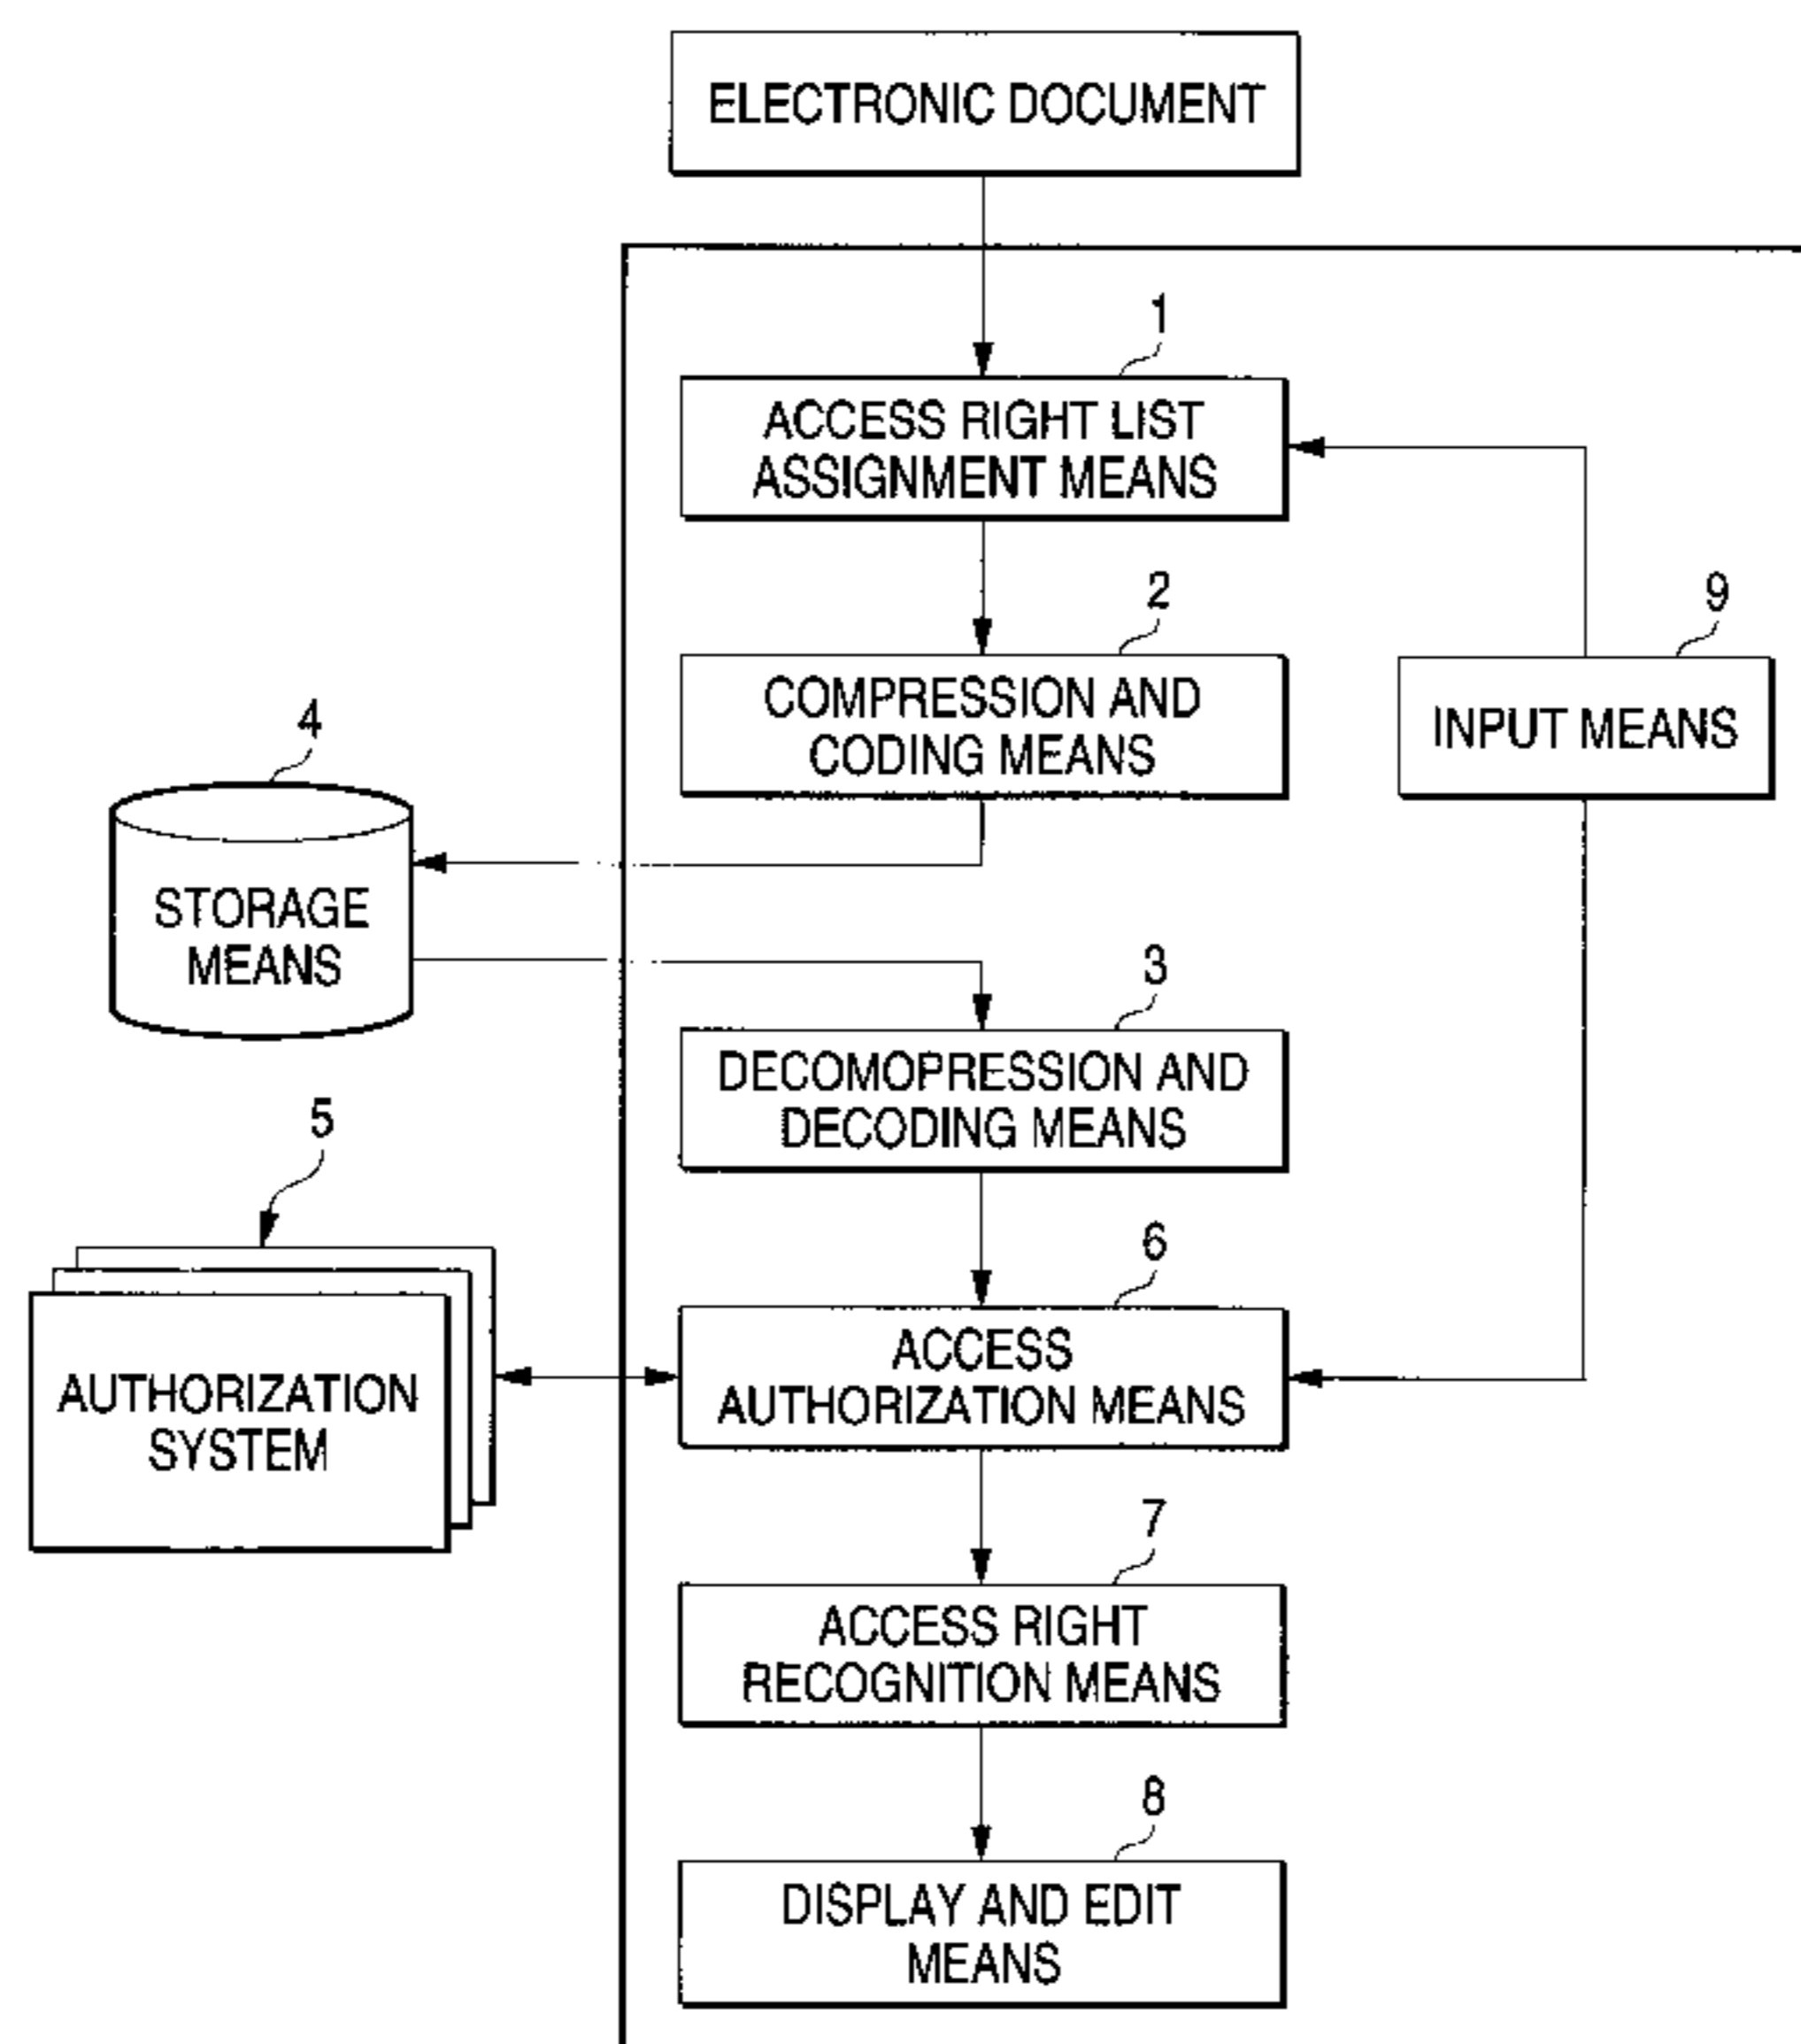 ELECTRONIC DOCUMENT
1
ACCESS RIGHT LIST
ASSIGNMENT MEANS
2
COMPRESSION AND
CODING MEANS
9
INPUT MEANS
4
STORAGE
MEANS
3
DECOMOPRESSION AND
DECODING MEANS
5
AUTHORIZATION
SYSTEM
6
ACCESS
AUTHORIZATION MEANS
7
ACCESS RIGHT
RECOGNITION MEANS
8
DISPLAY AND EDIT
MEANS